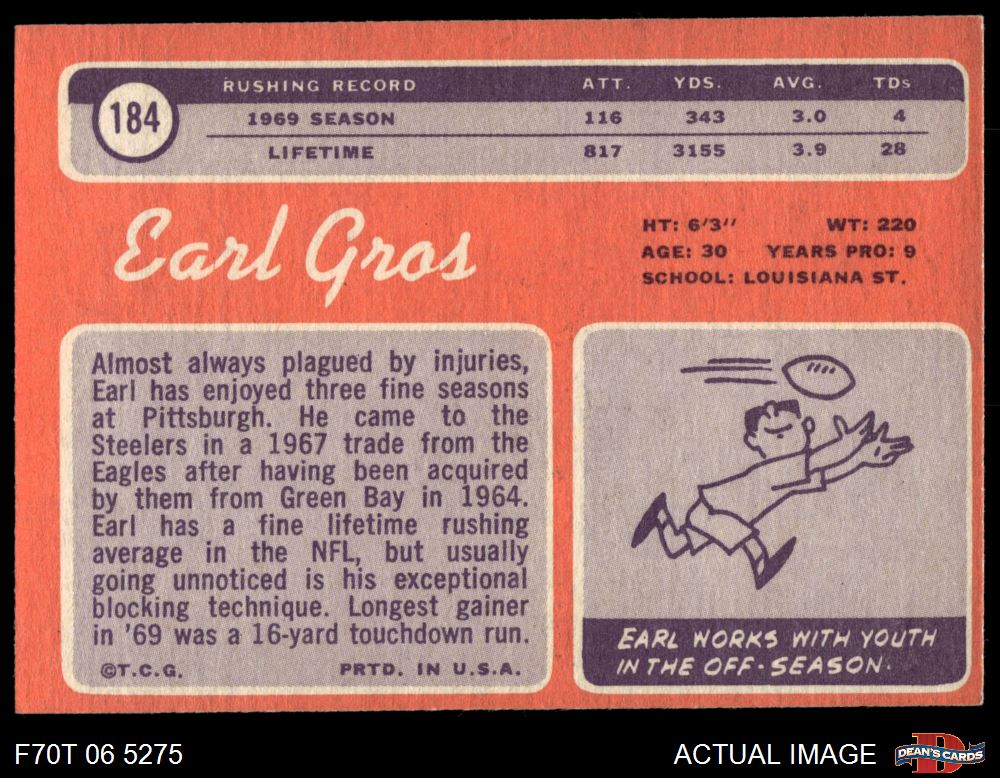 184
RUSHING RECORD ATT. YDS. AVG. TDs
1969 SEASON 116 343 3.0 4
LIFETIME 817 3155 3.9 28
Earl Gros
HT: 6'3" WT: 220
AGE: 30 YEARS PRO: 9
SCHOOL: LOUISIANA ST.
Almost always plagued by injuries,
Earl has enjoyed three fine seasons
at Pittsburgh. He came to the
Steelers in a 1967 trade from the
Eagles after having been acquired
by them from Green Bay in 1964.
Earl has a fine lifetime rushing
average in the NFL, but usually
going unnoticed is his exceptional
blocking technique. Longest gainer
in '69 was a 16-yard touchdown run.
©T.C.G. PRTD. IN U.S.A.
EARL WORKS WITH YOUTH
IN THE OFF-SEASON.
F70T 06 5275
ACTUAL IMAGE
D
DEAN'S CARDS